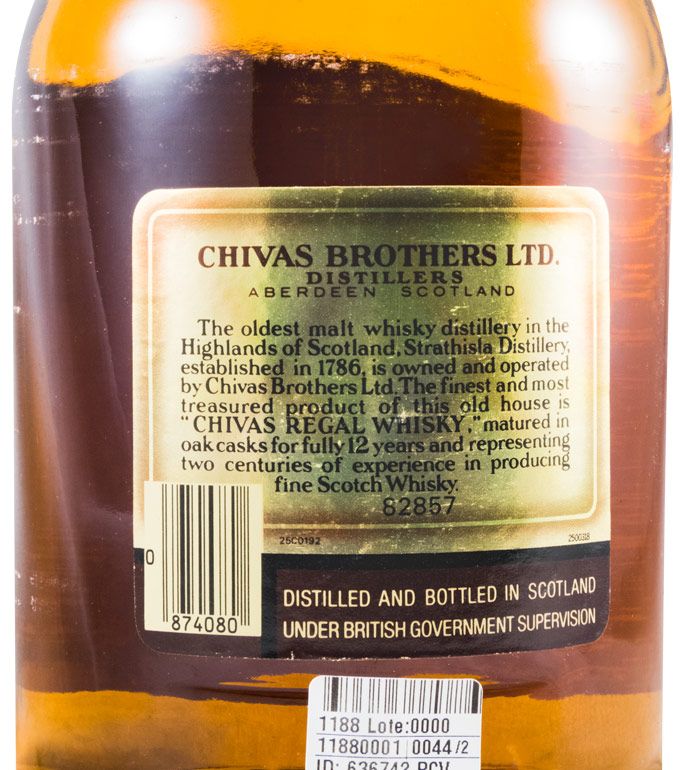 CHIVAS BROTHERS LTD.
DISTILLERS
ABERDEEN SCOTLAND
The oldest malt whisky distillery in the
Highlands of Scotland, Strathisla Distillery,
established in 1786, is owned and operated
by Chivas Brothers Ltd. The finest and most
treasured product of this old house is
"CHIVAS REGAL WHISKY," matured in
oak casks for fully 12 years and representing
two centuries of experience in producing
fine Scotch Whisky.
82857
25C0192 2500318
0
874080
DISTILLED AND BOTTLED IN SCOTLAND
UNDER BRITISH GOVERNMENT SUPERVISION
1188 Lote:0000
11880001 0044/2
ID: 636742 PCV